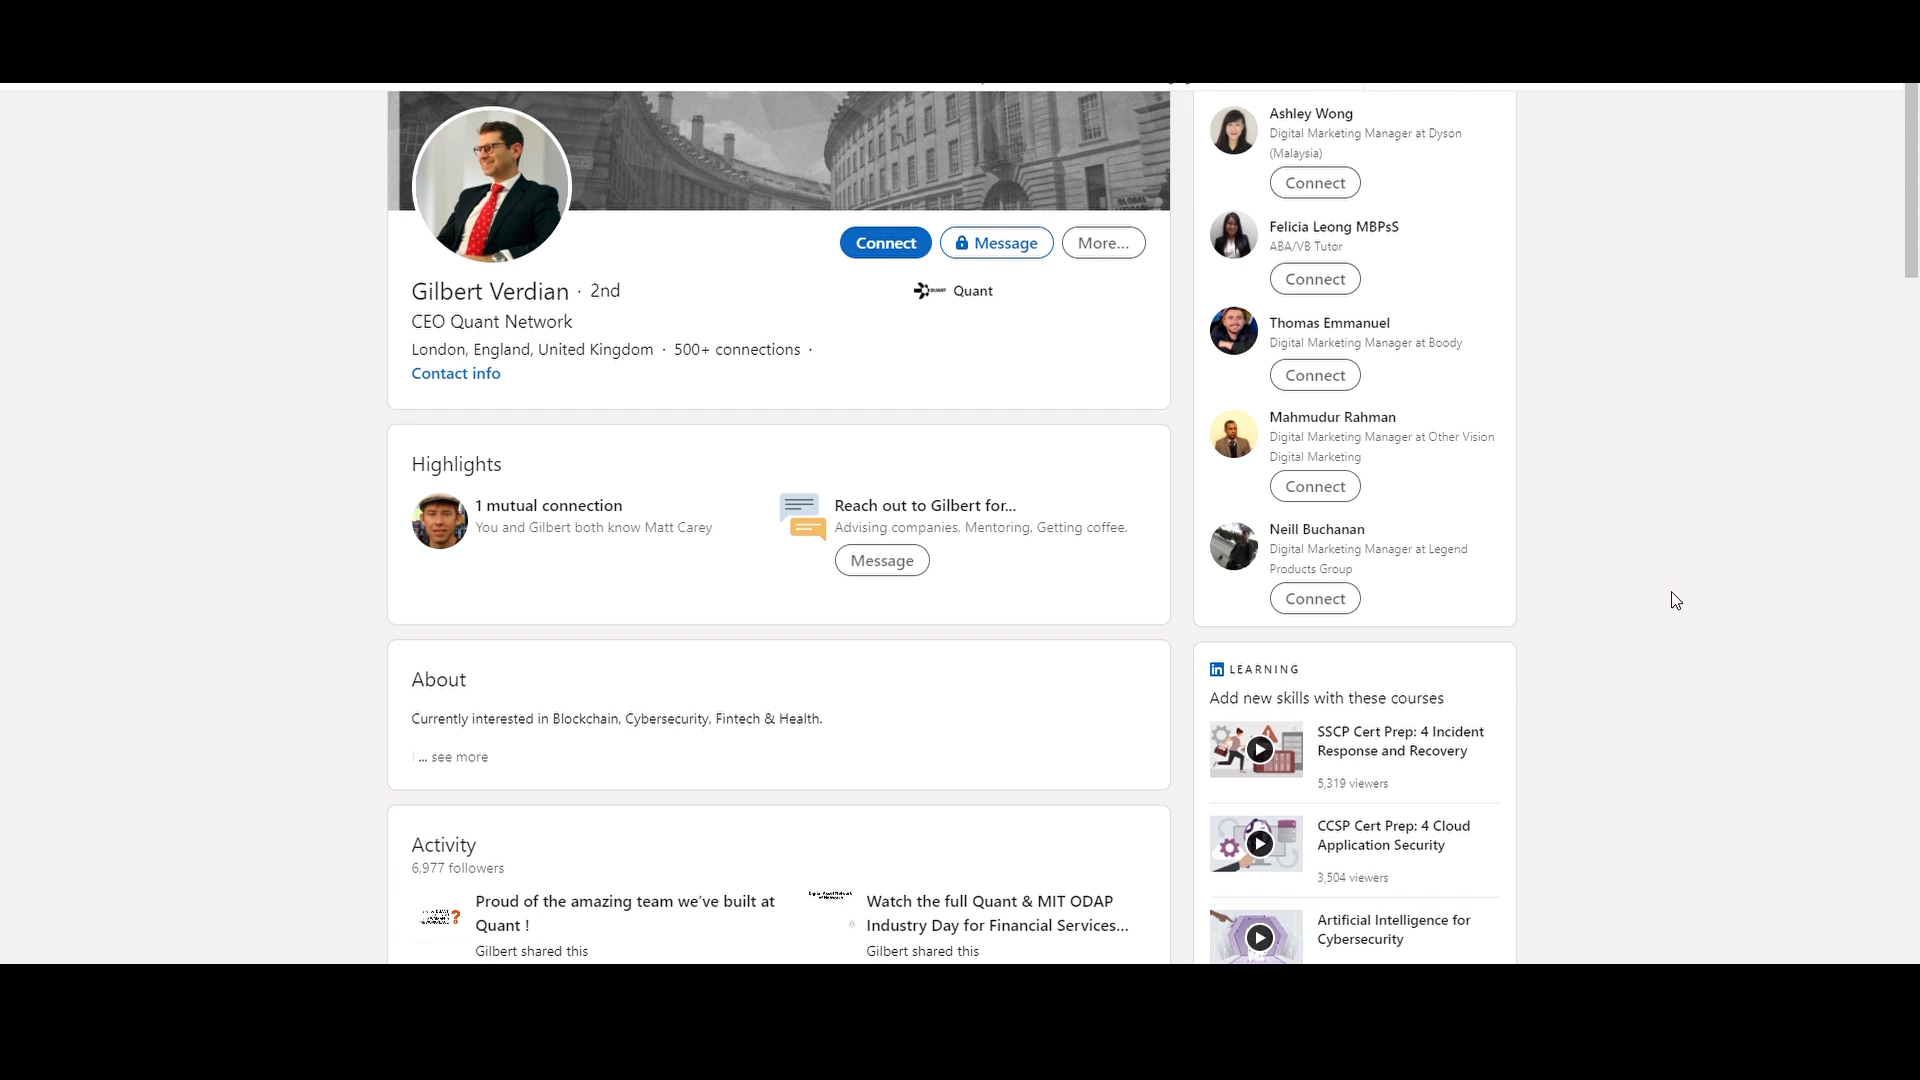 Connect
Message
More...
Gilbert Verdian · 2nd
Quant
CEO Quant Network
London, England, United Kingdom · 500+ connections ·
Contact info
Highlights
1 mutual connection
You and Gilbert both know Matt Carey
Reach out to Gilbert for...
Advising companies, Mentoring, Getting coffee.
Message
About
Currently interested in Blockchain, Cybersecurity, Fintech & Health.
... see more
Activity
6,977 followers
Proud of the amazing team we've built at
Quant !
Gilbert shared this
Watch the full Quant & MIT ODAP
Industry Day for Financial Services...
Gilbert shared this
Ashley Wong
Digital Marketing Manager at Dyson
(Malaysia)
Connect
Felicia Leong MBPsS
ABA/VB Tutor
Connect
Thomas Emmanuel
Digital Marketing Manager at Boody
Connect
Mahmudur Rahman
Digital Marketing Manager at Other Vision
Digital Marketing
Connect
Neill Buchanan
Digital Marketing Manager at Legend
Products Group
Connect
in LEARNING
Add new skills with these courses
SSCP Cert Prep: 4 Incident
Response and Recovery
5,319 viewers
CCSP Cert Prep: 4 Cloud
Application Security
3,504 viewers
Artificial Intelligence for
Cybersecurity